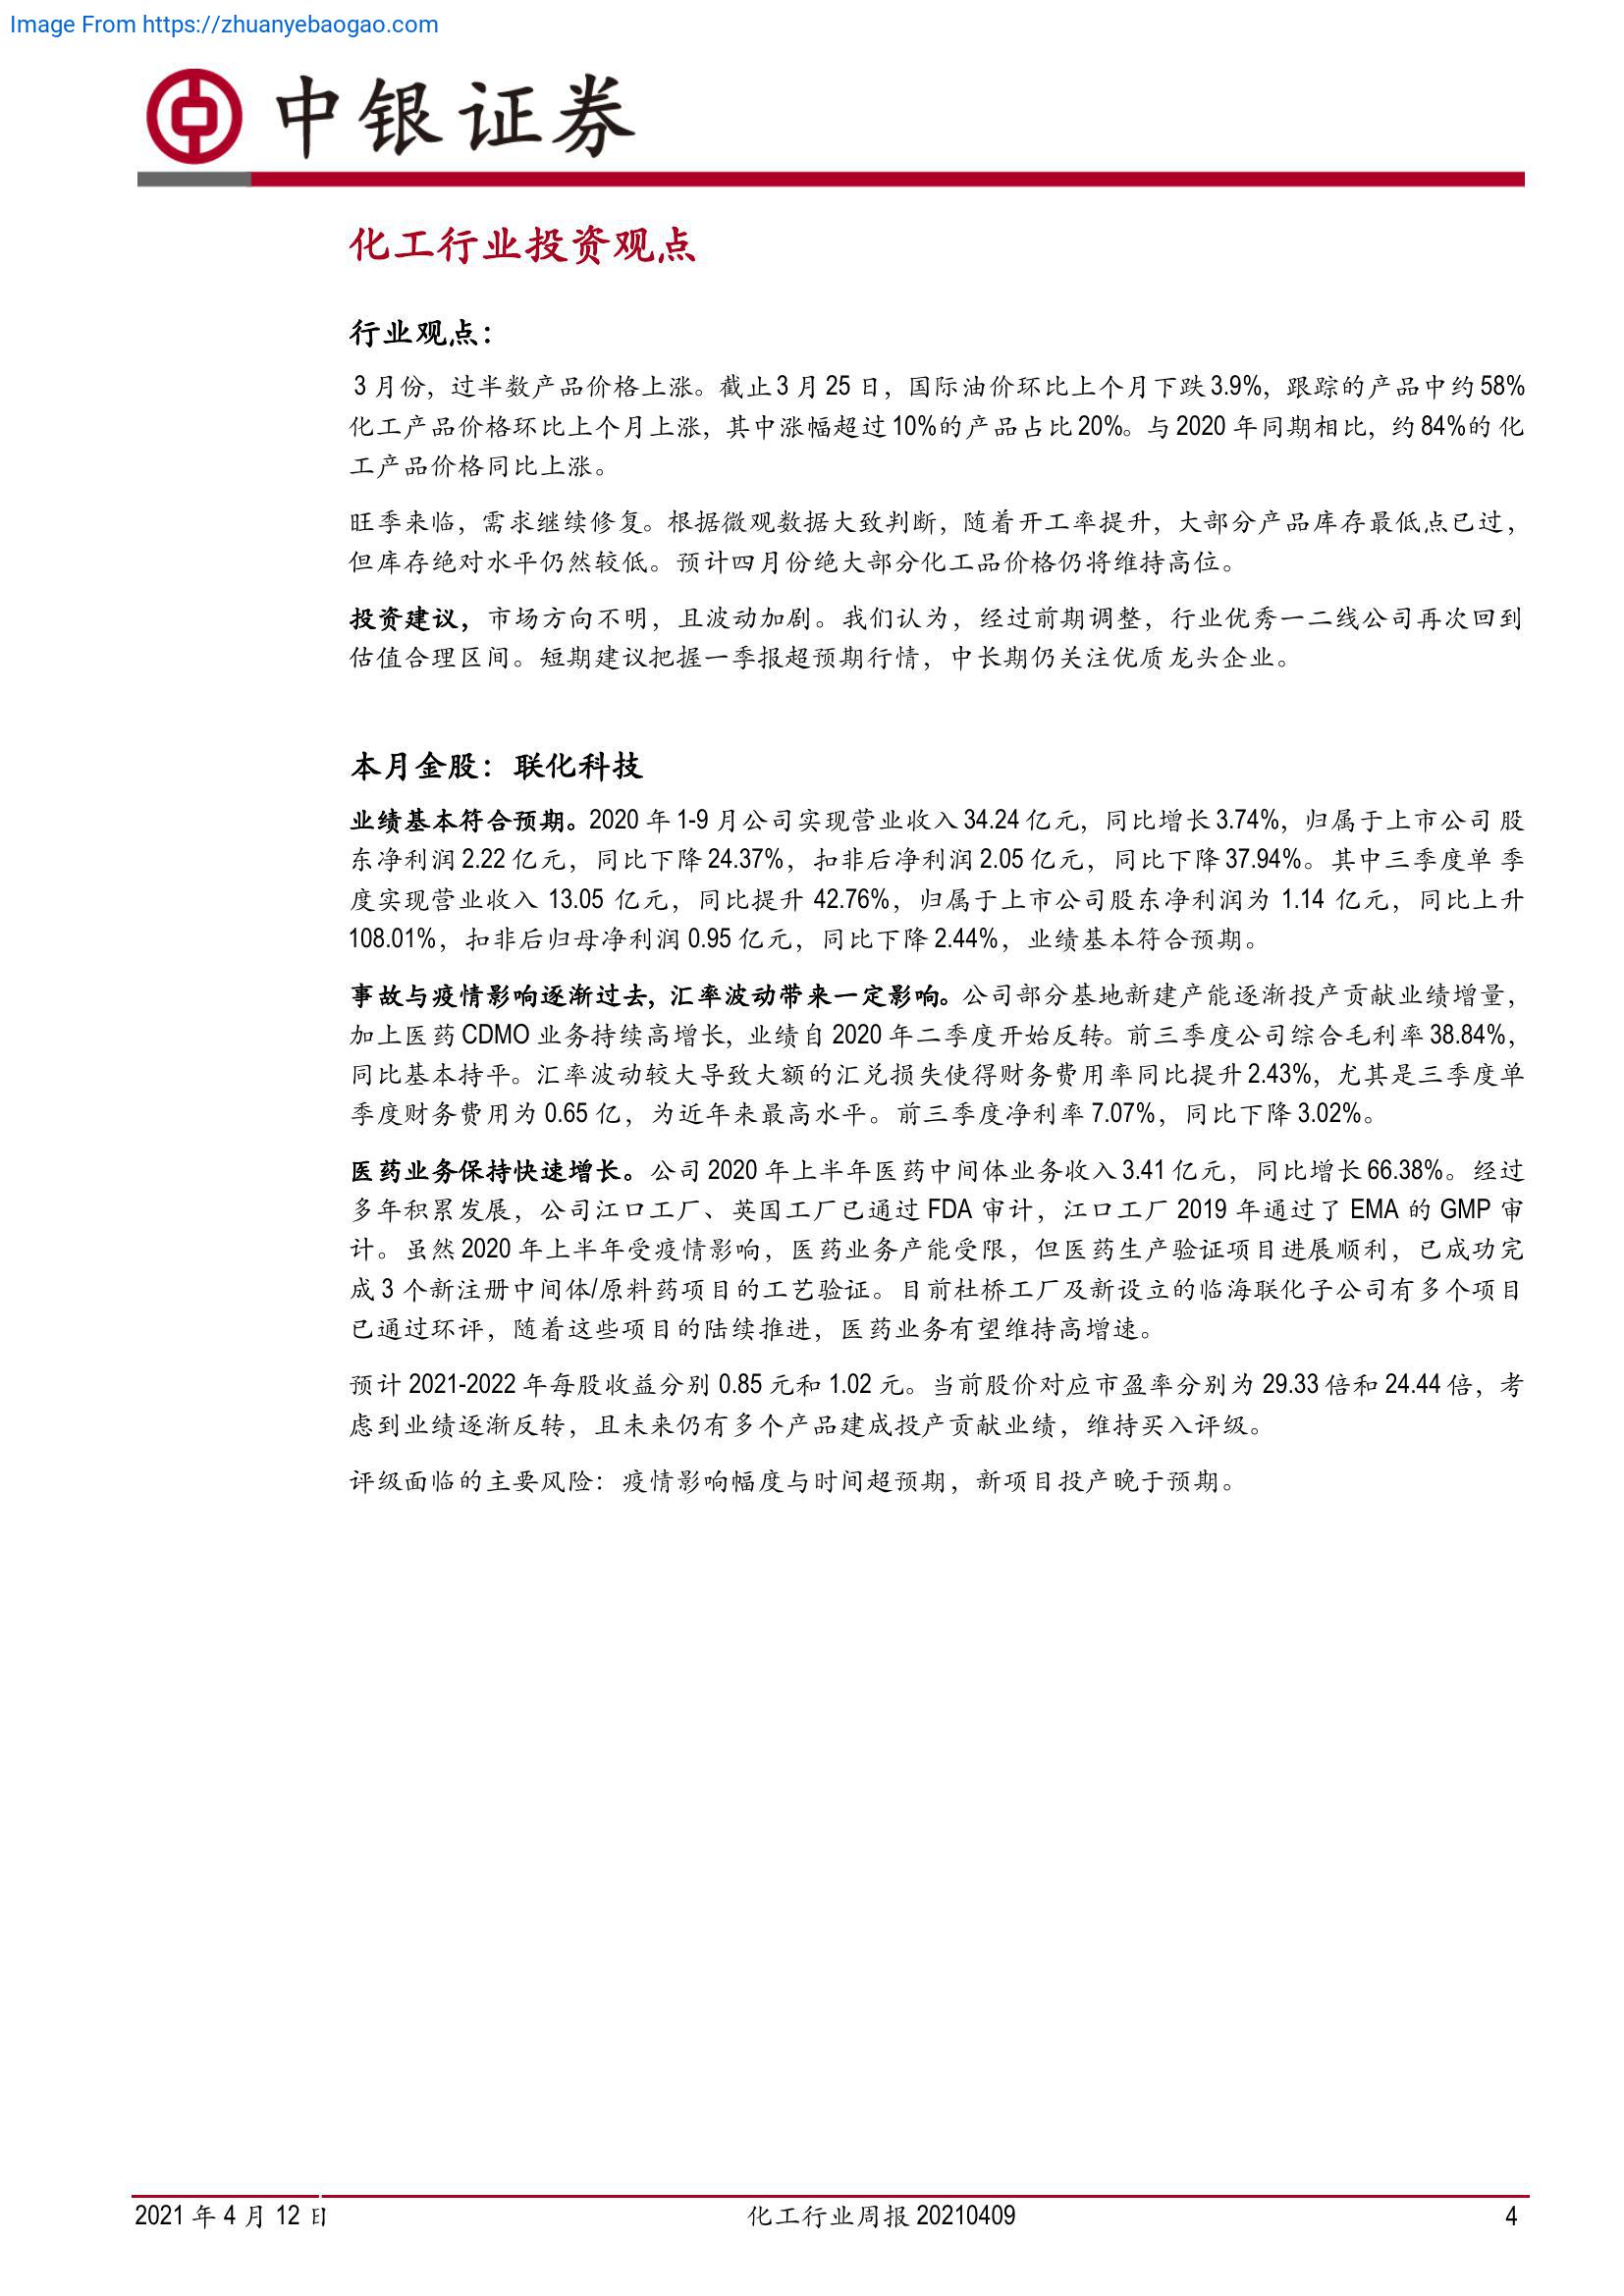 Image From https://zhuanyebaogao.com
中银证券
化工行业投资观点
行业观点：
3 月份，过半数产品价格上涨。截止 3 月 25 日，国际油价环比上个月下跌 3.9%，跟踪的产品中约 58%
化工产品价格环比上个月上涨，其中涨幅超过 10%的产品占比 20%。与 2020 年同期相比，约 84%的 化
工产品价格同比上涨。
旺季来临，需求继续修复。根据微观数据大致判断，随着开工率提升，大部分产品库存最低点已过，
但库存绝对水平仍然较低。预计四月份绝大部分化工品价格仍将维持高位。
投资建议，市场方向不明，且波动加剧。我们认为，经过前期调整，行业优秀一二线公司再次回到
估值合理区间。短期建议把握一季报超预期行情，中长期仍关注优质龙头企业。
本月金股：联化科技
业绩基本符合预期。2020 年 1-9 月公司实现营业收入 34.24 亿元，同比增长 3.74%，归属于上市公司 股
东净利润 2.22 亿元，同比下降 24.37%，扣非后净利润 2.05 亿元，同比下降 37.94%。其中三季度单 季
度实现营业收入 13.05 亿元，同比提升 42.76%，归属于上市公司股东净利润为 1.14 亿元，同比上升
108.01%，扣非后归母净利润 0.95 亿元，同比下降 2.44%，业绩基本符合预期。
事故与疫情影响逐渐过去，汇率波动带来一定影响。公司部分基地新建产能逐渐投产贡献业绩增量，
加上医药 CDMO 业务持续高增长，业绩自 2020 年二季度开始反转。前三季度公司综合毛利率 38.84%，
同比基本持平。汇率波动较大导致大额的汇兑损失使得财务费用率同比提升 2.43%，尤其是三季度单
季度财务费用为 0.65 亿，为近年来最高水平。前三季度净利率 7.07%，同比下降 3.02%。
医药业务保持快速增长。公司 2020 年上半年医药中间体业务收入 3.41 亿元，同比增长 66.38%。经过
多年积累发展，公司江口工厂、英国工厂已通过 FDA 审计，江口工厂 2019 年通过了 EMA 的 GMP 审
计。虽然 2020 年上半年受疫情影响，医药业务产能受限，但医药生产验证项目进展顺利，已成功完
成 3 个新注册中间体/原料药项目的工艺验证。目前杜桥工厂及新设立的临海联化子公司有多个项目
已通过环评，随着这些项目的陆续推进，医药业务有望维持高增速。
预计 2021-2022 年每股收益分别 0.85 元和 1.02 元。当前股价对应市盈率分别为 29.33 倍和 24.44 倍，考
虑到业绩逐渐反转，且未来仍有多个产品建成投产贡献业绩，维持买入评级。
评级面临的主要风险：疫情影响幅度与时间超预期，新项目投产晚于预期。
2021 年 4 月 12 日 化工行业周报 20210409 4